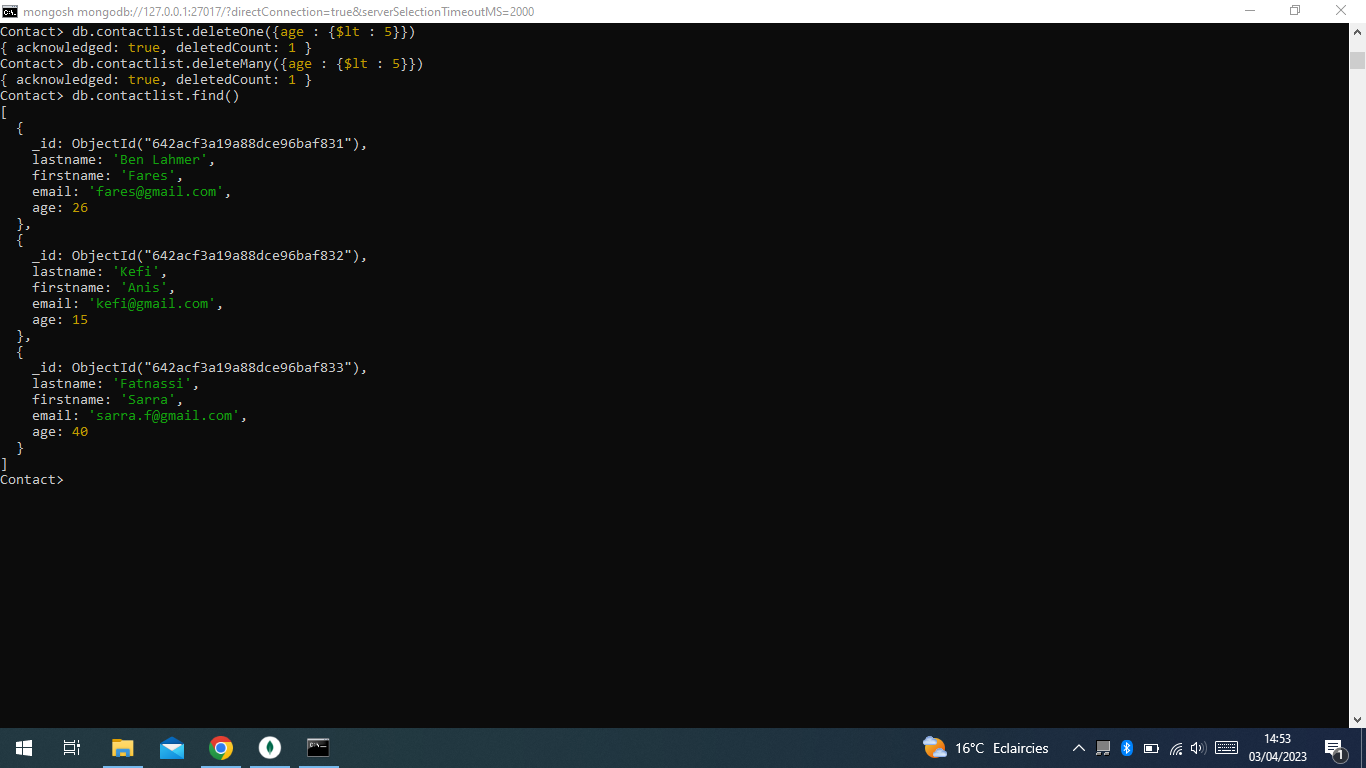 mongosh mongodb://127.0.0.1:27017/?directConnection=true&serverSelectionTimeoutMS=2000
Contact> db.contactlist.deleteOne({age : {$lt : 5}})
{ acknowledged: true, deletedCount: 1 }
Contact> db.contactlist.deleteMany({age : {$lt : 5}})
{ acknowledged: true, deletedCount: 1 }
Contact> db.contactlist.find()
[
  {
    _id: ObjectId("642acf3a19a88dce96baf831"),
    lastname: 'Ben Lahmer',
    firstname: 'Fares',
    email: 'fares@gmail.com',
    age: 26
  },
  {
    _id: ObjectId("642acf3a19a88dce96baf832"),
    lastname: 'Kefi',
    firstname: 'Anis',
    email: 'kefi@gmail.com',
    age: 15
  },
  {
    _id: ObjectId("642acf3a19a88dce96baf833"),
    lastname: 'Fatnassi',
    firstname: 'Sarra',
    email: 'sarra.f@gmail.com',
    age: 40
  }
]
Contact>
16°C Eclaircies
14:53
03/04/2023
1